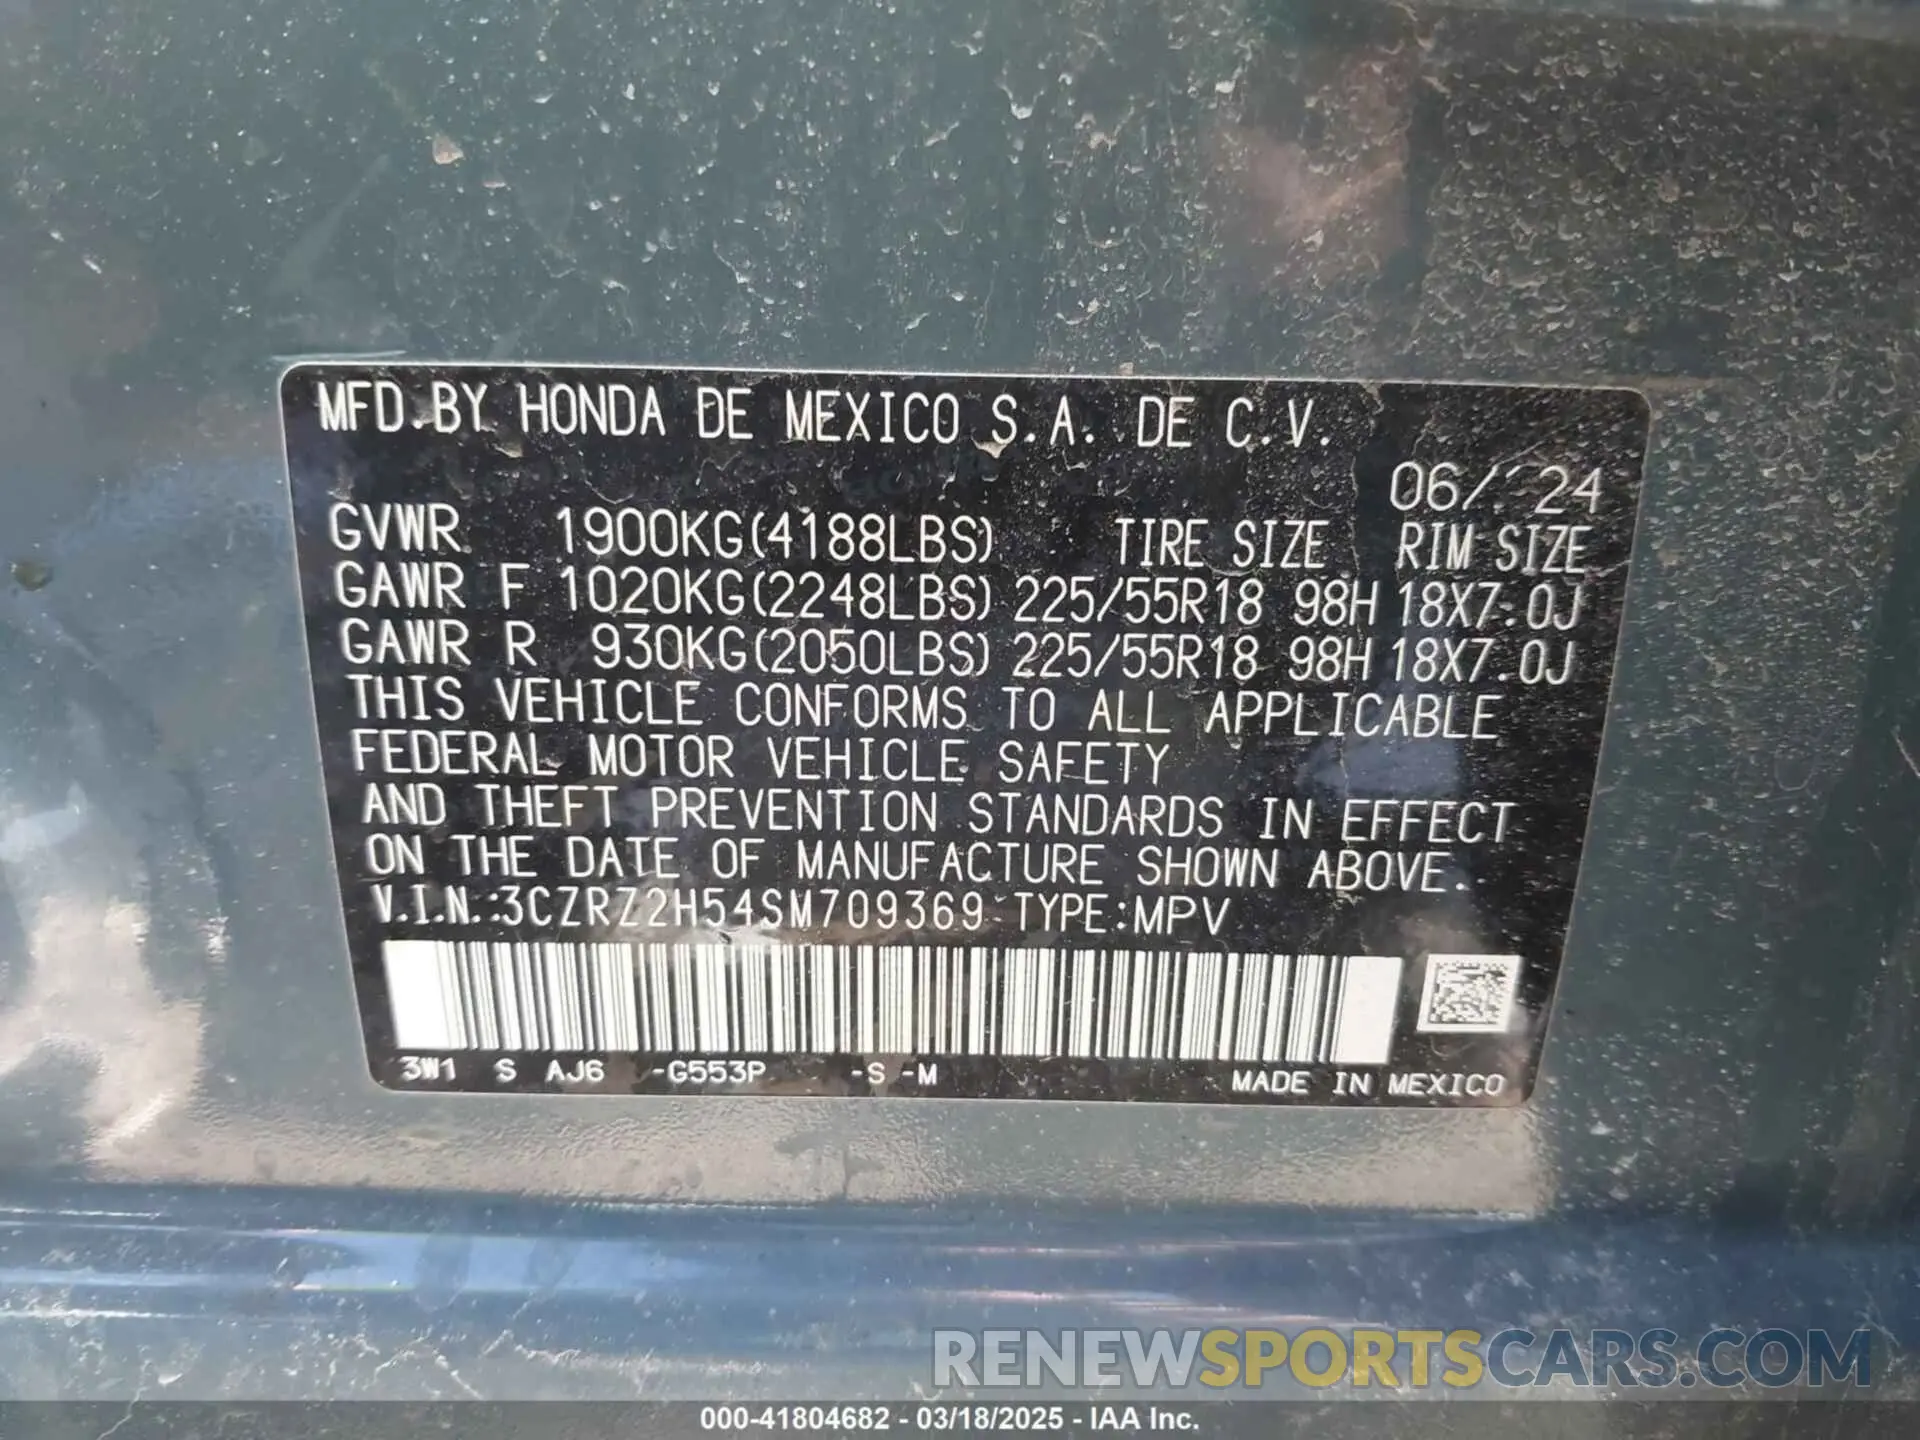 MFD.BY HONDA DE MEXICO S.A. DE C.V.
06/ 24
GVWR 1900KG(4188LBS) TIRE SIZE RIM SIZE
GAWR F 1020KG(2248LBS) 225/55R18 98H 18X7.0J
GAWR R 930KG(2050LBS) 225/55R18 98H 18X7.0J
THIS VEHICLE CONFORMS TO ALL APPLICABLE
FEDERAL MOTOR VEHICLE SAFETY
AND THEFT PREVENTION STANDARDS IN EFFECT
ON THE DATE OF MANUFACTURE SHOWN ABOVE.
V.I.N.:3CZRZ2H54SM709369 TYPE:MPV
3W1 S AJ6 -G553P -S -M MADE IN MEXICO
RENEWSPORTSCARS.COM
000-41804682 - 03/18/2025 - IAA Inc.